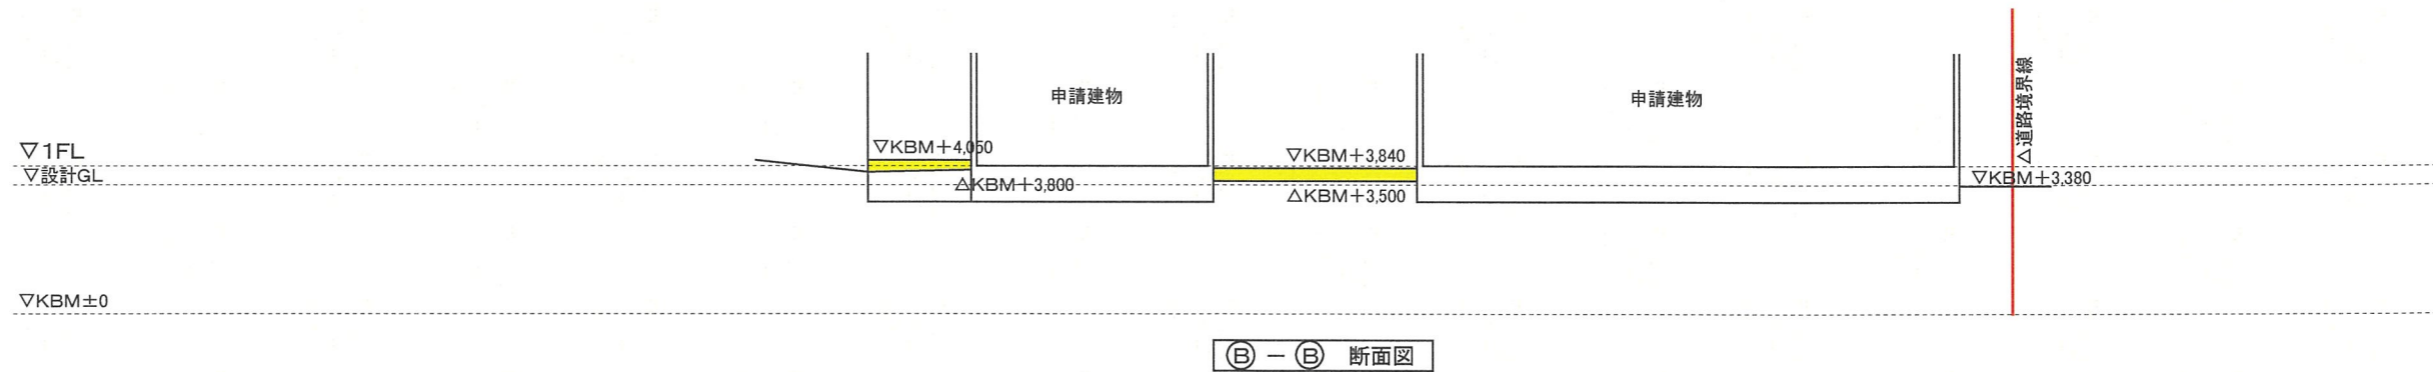 申請建物
申請建物
△道路境界線
▽1FL
▽KBM+4,050
▽KBM+3,840
▽設計GL
△KBM+3,800
▽KBM+3,380
△KBM+3,500
▽KBM±0
Ⓑ － Ⓑ 断面図